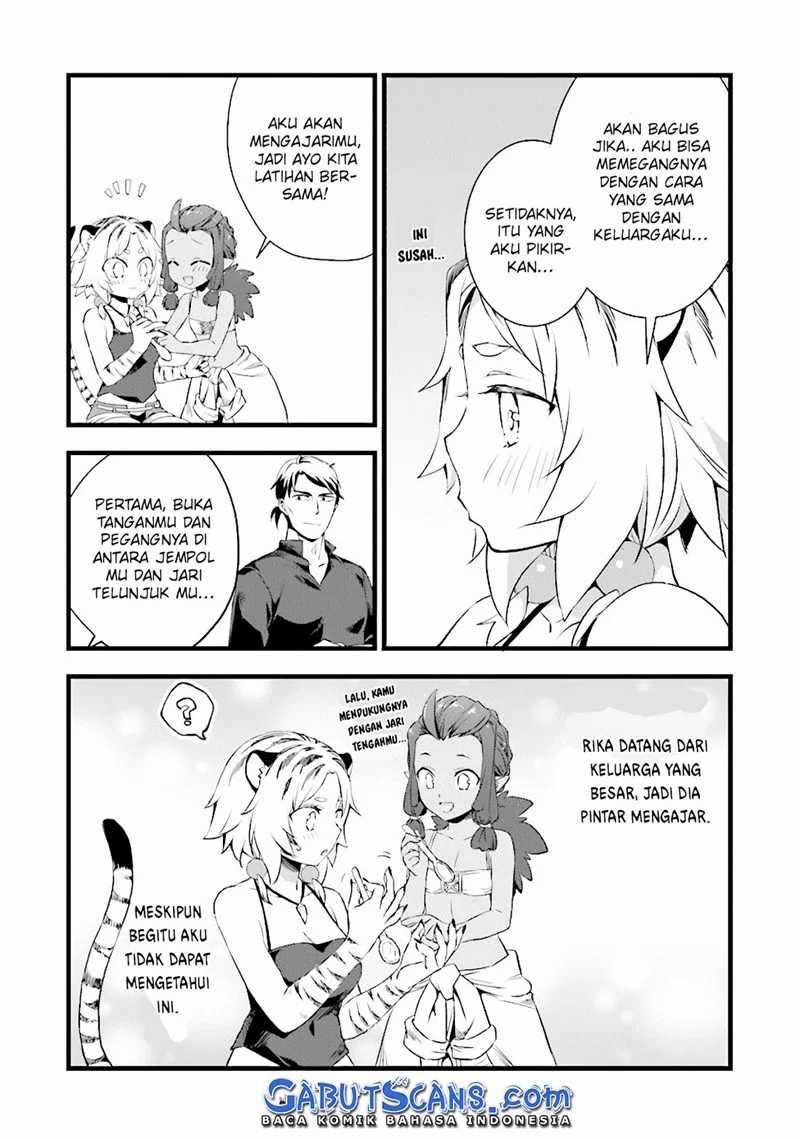 AKAN BAGUS
JIKA.. AKU BISA
MEMEGANGNYA
DENGAN CARA
YANG SAMA
DENGAN
KELUARGAKU...
SETIDAKNYA,
ITU YANG
AKU PIKIR-
KAN...
INI
SUSAH...
AKU AKAN
MENGAJARIMU,
JADI AYO KITA
LATIHAN BER-
SAMA!
PERTAMA, BUKA
TANGANMU DAN
PEGANGNYA DI
ANTARA JEMPOL
MU DAN JARI
TELUNJUK MU...
RIKA DATANG DARI
KELUARGA YANG
BESAR, JADI DIA
PINTAR MENGAJAR.
LALU, KAMU
MENDUKUNGNYA
DENGAN JARI
TENGAHMU...
?
MESKIPUN
BEGITU AKU
TIDAK DAPAT
MENGETAHUI
INI.
GABUTSCANS.com
BACA KOMIK BAHASA INDONESIA